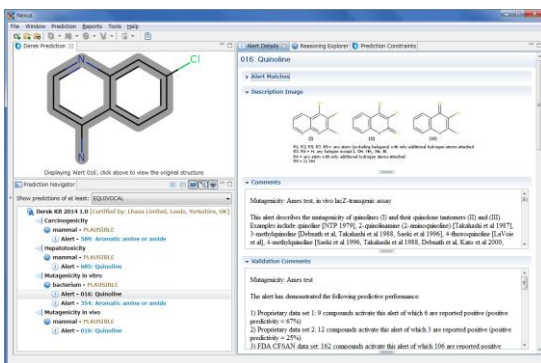 Nexus
File Window Prediction Reports Tools Help
Derek Prediction
N
Cl
N
Displaying 'Alert 016', click above to view the original structure
Prediction Navigator
Show predictions of at least: EQUIVOCAL
Derek KB 2014 1.0 [Certified by: Lhasa Limited, Leeds, Yorkshire, UK]
Carcinogenicity
mammal - PLAUSIBLE
Alert - 589: Aromatic amine or amide
Hepatotoxicity
mammal - PLAUSIBLE
Alert - 685: Quinoline
Mutagenicity in vitro
bacterium - PLAUSIBLE
Alert - 016: Quinoline
Alert - 354: Aromatic amine or amide
Mutagenicity in vivo
mammal - PLAUSIBLE
Alert - 016: Quinoline
Alert Details
Reasoning Explorer
Prediction Constraints
016: Quinoline
Alert Matches
Description Image
(I) (II) (III)
Comments
Mutagenicity: Ames test, in vivo lacZ-transgenic assay
This alert describes the mutagenicity of quinolines (I) and their quinolone tautomers (II) and (III).
Examples include quinoline [NTP 1979], 2-quinolinamine (2-aminoquinoline) [Takahashi et al 1987],
3-methylquinoline [Debnath et al, Takahashi et al 1988, Saeki et al 1996], 4-fluoroquinoline [LaVoie
et al], 4-methylquinoline [Saeki et al 1996, Takahashi et al 1988, Debnath et al, Kato et al 2000,
Validation Comments
Mutagenicity: Ames test
The alert has demonstrated the following predictive performance:
1) Proprietary data set 1: 9 compounds activate this alert of which 6 are reported positive (positive
predictivity = 67%)
2) Proprietary data set 2: 12 compounds activate this alert of which 3 are reported positive (positive
predictivity = 25%)
3) FDA CFSAN data set: 162 compounds activate this alert of which 106 are reported positive